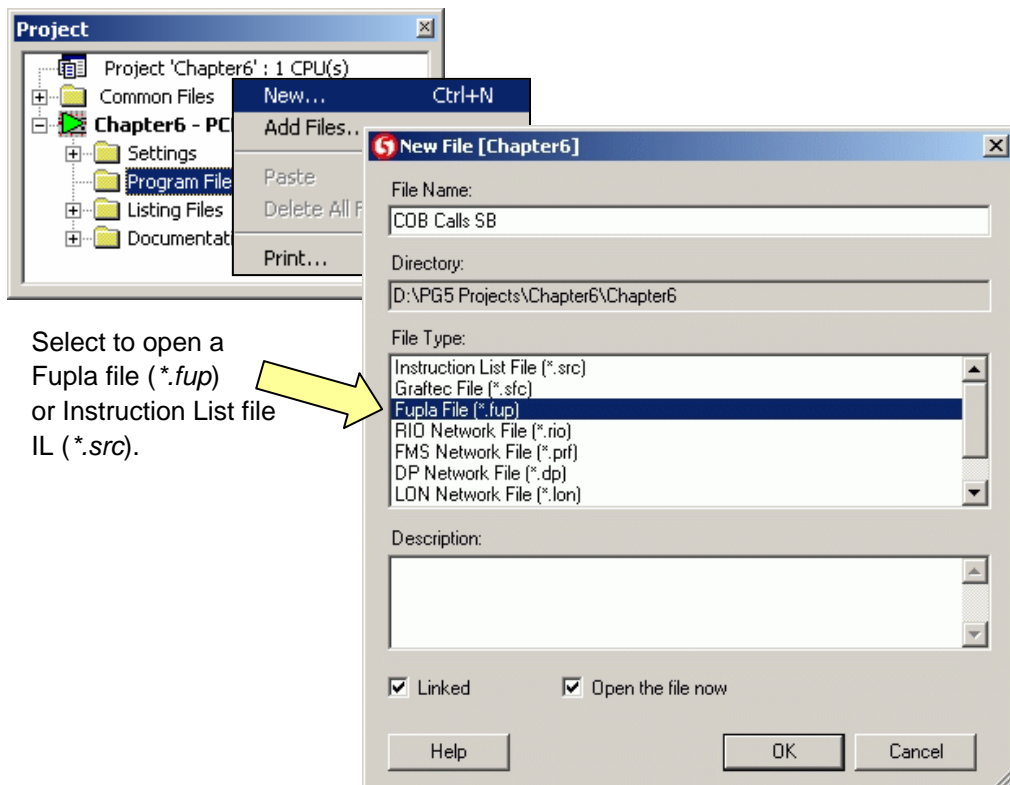 Project
Project 'Chapter6' : 1 CPU(s)
Common Files
Chapter6 - PC
Settings
Program File
Listing Files
Documentat
New... Ctrl+N
Add Files..
Paste
Delete All F
Print...
New File [Chapter6]
File Name:
COB Calls SB
Directory:
D:\PG5 Projects\Chapter6\Chapter6
File Type:
Instruction List File (*.src)
Graftec File (*.sfc)
Fupla File (*.fup)
RIO Network File (*.rio)
FMS Network File (*.prf)
DP Network File (*.dp)
LON Network File (*.lon)
Description:
Linked
Open the file now
Help
OK
Cancel
Select to open a
Fupla file (*.fup)
or Instruction List file
IL (*.src).